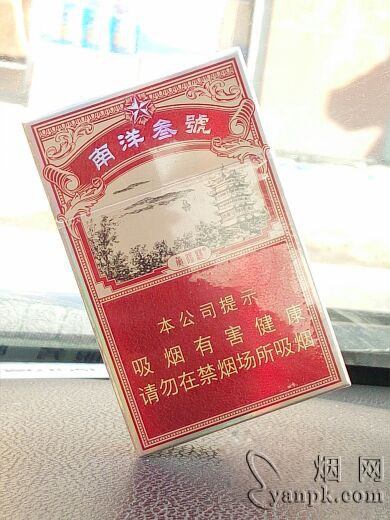 南洋叁號
本公司提示
吸烟有害健康
请勿在禁烟场所吸烟
烟网
yanpk.com